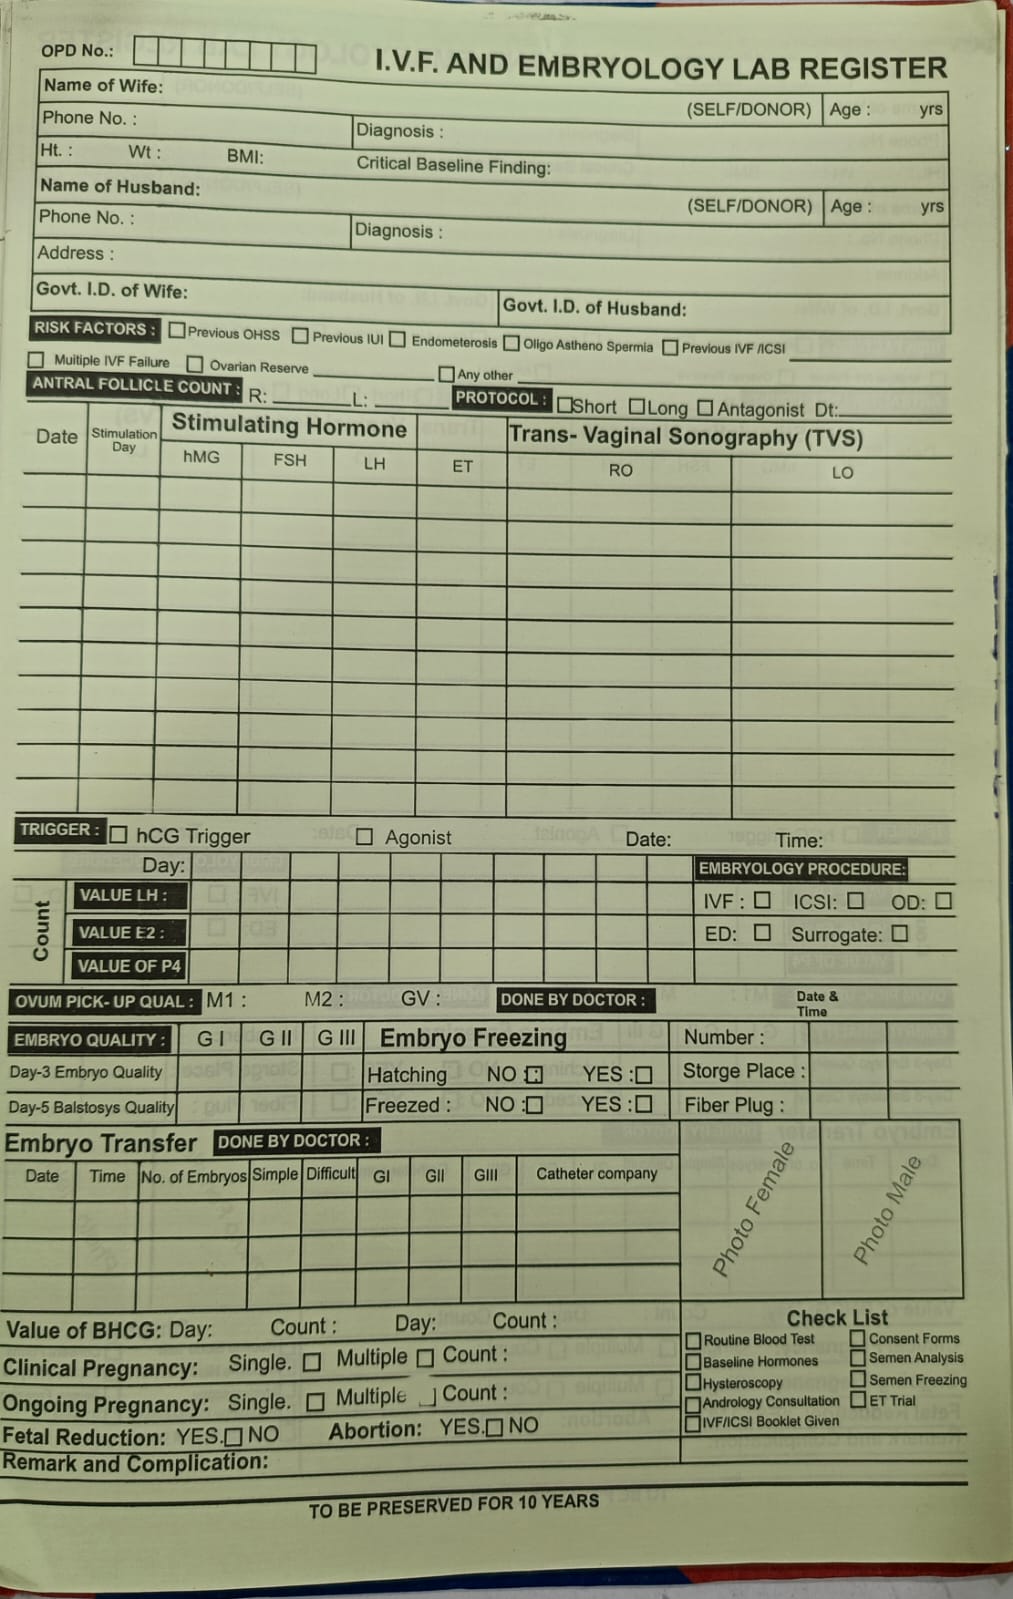 OPD No.:
I.V.F. AND EMBRYOLOGY LAB REGISTER
Name of Wife: (SELF/DONOR) Age : yrs
Phone No. : Diagnosis :
Ht. : Wt : BMI: Critical Baseline Finding:
Name of Husband: (SELF/DONOR) Age : yrs
Phone No. : Diagnosis :
Address :
Govt. I.D. of Wife: Govt. I.D. of Husband:
RISK FACTORS : Previous OHSS Previous IUI Endometerosis Oligo Astheno Spermia Previous IVF /ICSI
Multiple IVF Failure Ovarian Reserve Any other
ANTRAL FOLLICLE COUNT : R: L: PROTOCOL : Short Long Antagonist Dt:
Date Stimulation Day Stimulating Hormone Trans- Vaginal Sonography (TVS)
hMG FSH LH ET RO LO
TRIGGER : hCG Trigger Agonist Date: Time:
Day: EMBRYOLOGY PROCEDURE:
Count
VALUE LH : IVF : ICSI: OD:
VALUE E2 : ED: Surrogate:
VALUE OF P4
OVUM PICK- UP QUAL : M1 : M2 : GV : DONE BY DOCTOR : Date & Time
EMBRYO QUALITY : G I G II G III Embryo Freezing Number :
Day-3 Embryo Quality Hatching NO : YES : Storge Place :
Day-5 Balstosys Quality Freezed : NO : YES : Fiber Plug :
Embryo Transfer DONE BY DOCTOR :
Date Time No. of Embryos Simple Difficult GI GII GIII Catheter company
Photo Female
Photo Male
Value of BHCG: Day: Count : Day: Count :
Clinical Pregnancy: Single. Multiple Count :
Ongoing Pregnancy: Single. Multiple Count :
Fetal Reduction: YES. NO Abortion: YES. NO
Remark and Complication:
Check List
Routine Blood Test Consent Forms
Baseline Hormones Semen Analysis
Hysteroscopy Semen Freezing
Andrology Consultation ET Trial
IVF/ICSI Booklet Given
TO BE PRESERVED FOR 10 YEARS